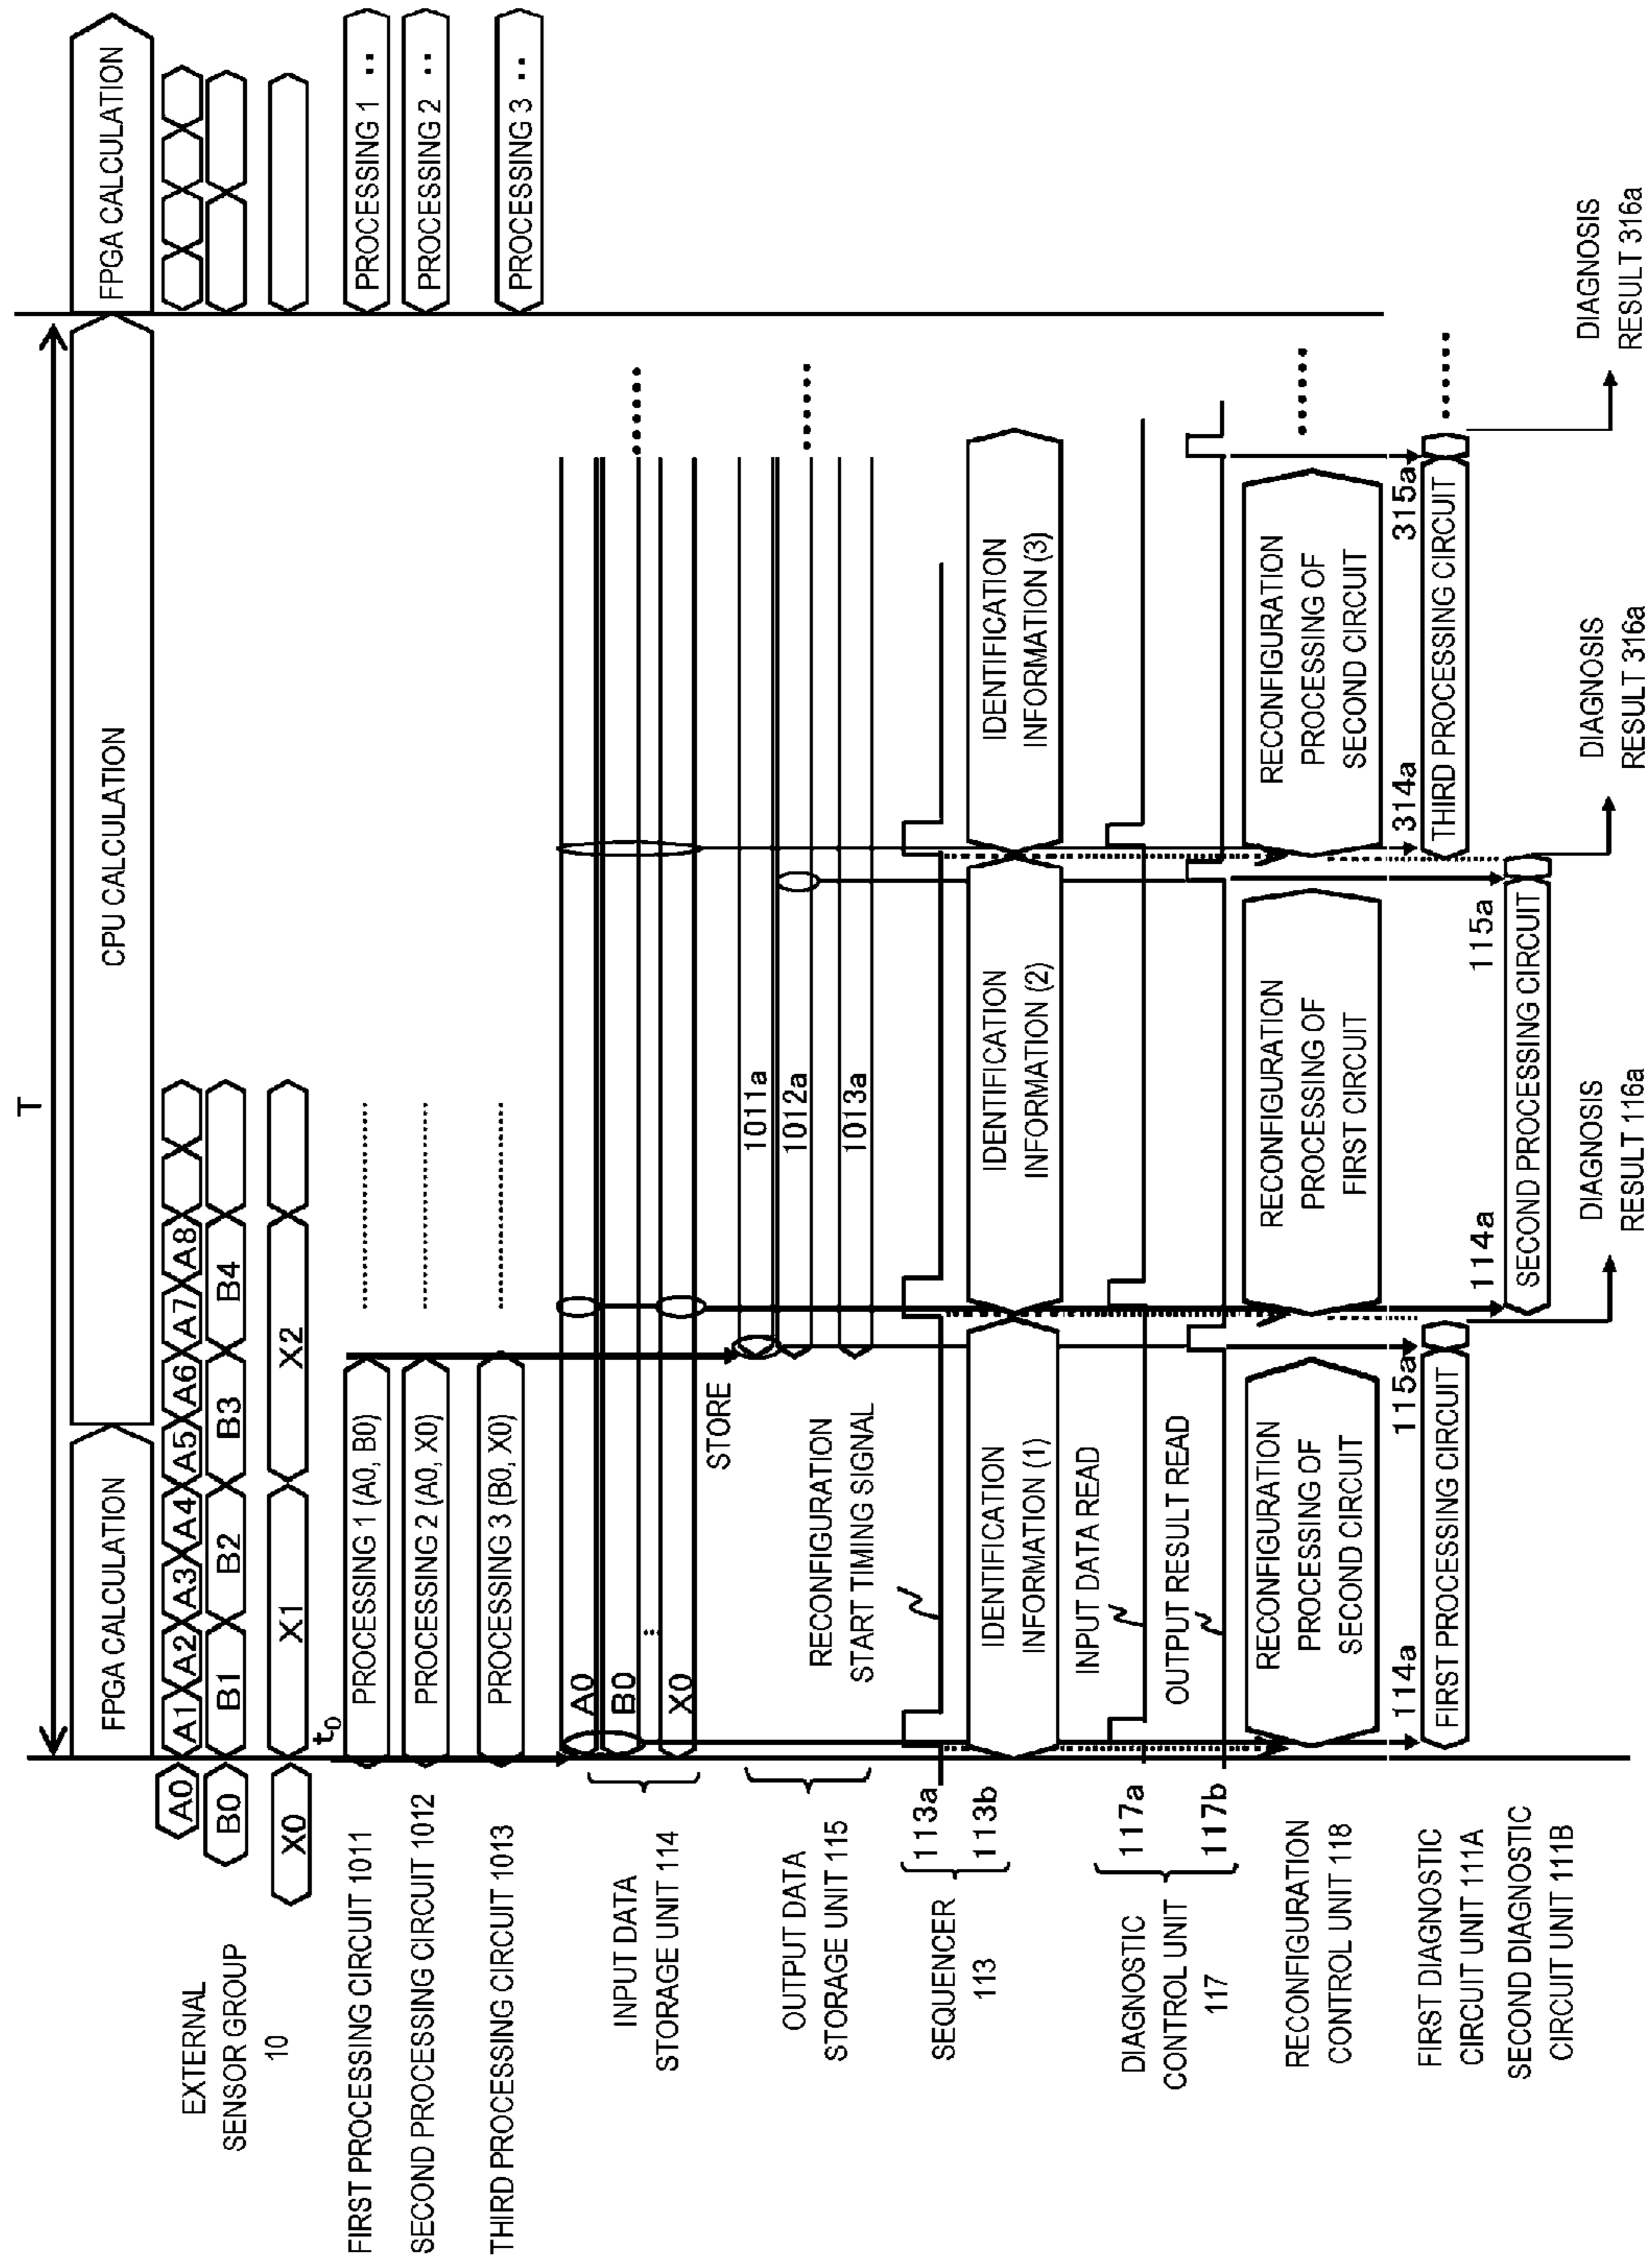 T
FPGA CALCULATION
CPU CALCULATION
FPGA CALCULATION
EXTERNAL
SENSOR GROUP
10
A0
A1
A2
A3
A4
A5
A6
A7
A8
B0
B1
B2
B3
B4
X0
X1
X2
t0
FIRST PROCESSING CIRCUIT 1011
PROCESSING 1 (A0, B0)
PROCESSING 1 ‥
SECOND PROCESSING CIRCUIT 1012
PROCESSING 2 (A0, X0)
PROCESSING 2 ‥
THIRD PROCESSING CIRCUIT 1013
PROCESSING 3 (B0, X0)
PROCESSING 3 ‥
INPUT DATA
STORAGE UNIT 114
A0
B0
X0
STORE
OUTPUT DATA
STORAGE UNIT 115
1011a
1012a
1013a
RECONFIGURATION
START TIMING SIGNAL
SEQUENCER
113
113a
113b
IDENTIFICATION
INFORMATION (1)
IDENTIFICATION
INFORMATION (2)
IDENTIFICATION
INFORMATION (3)
DIAGNOSTIC
CONTROL UNIT
117
117a
INPUT DATA READ
117b
OUTPUT RESULT READ
RECONFIGURATION
CONTROL UNIT 118
RECONFIGURATION
PROCESSING OF
SECOND CIRCUIT
RECONFIGURATION
PROCESSING OF
FIRST CIRCUIT
RECONFIGURATION
PROCESSING OF
SECOND CIRCUIT
FIRST DIAGNOSTIC
CIRCUIT UNIT 111A
114a
115a
314a
315a
FIRST PROCESSING CIRCUIT
THIRD PROCESSING CIRCUIT
SECOND DIAGNOSTIC
CIRCUIT UNIT 111B
114a
115a
SECOND PROCESSING CIRCUIT
DIAGNOSIS
RESULT 116a
DIAGNOSIS
RESULT 316a
DIAGNOSIS
RESULT 316a